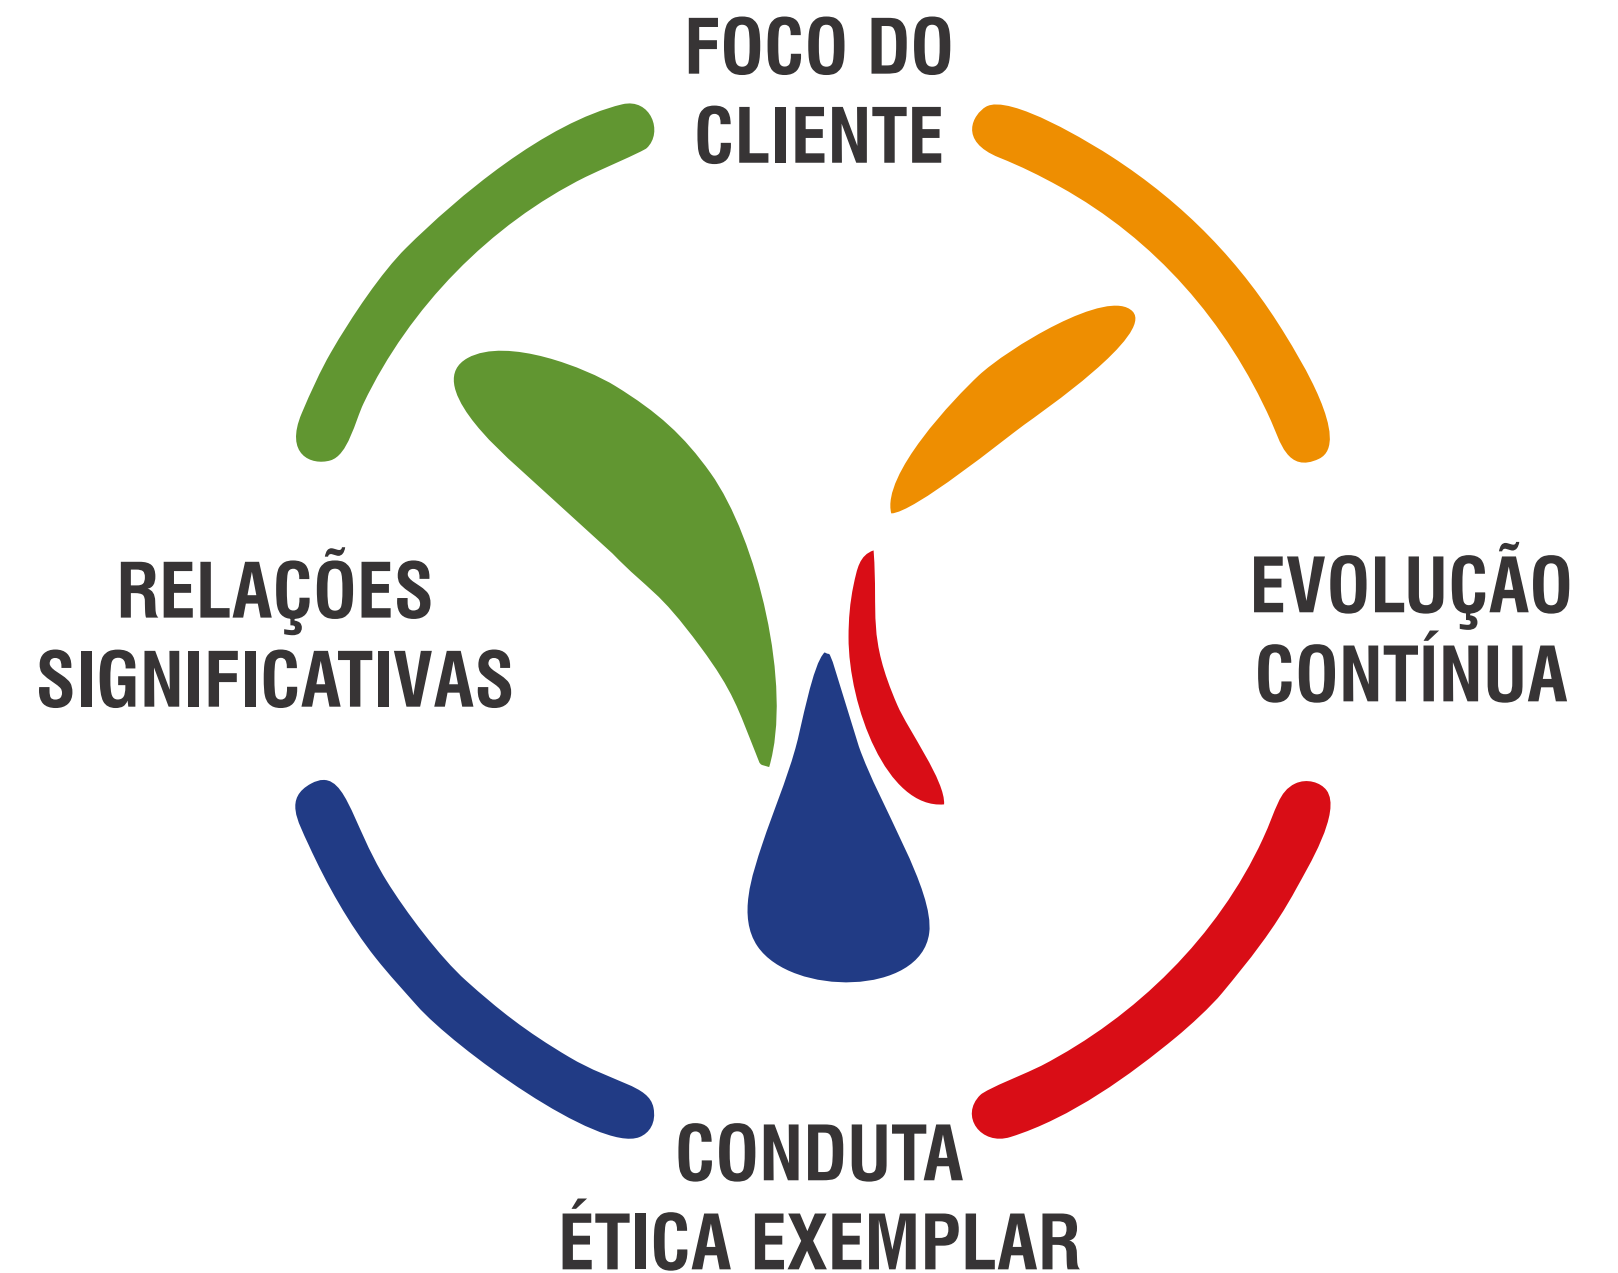 FOCO DO
CLIENTE
RELAÇÕES
SIGNIFICATIVAS
EVOLUÇÃO
CONTÍNUA
CONDUTA
ÉTICA EXEMPLAR